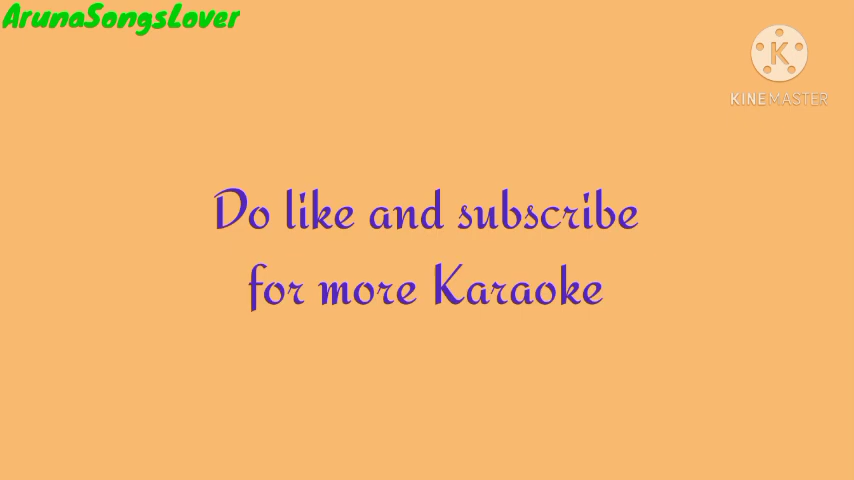 ArunaSongsLover
K
KINEMASTER
Do like and subscribe
for more Karaoke